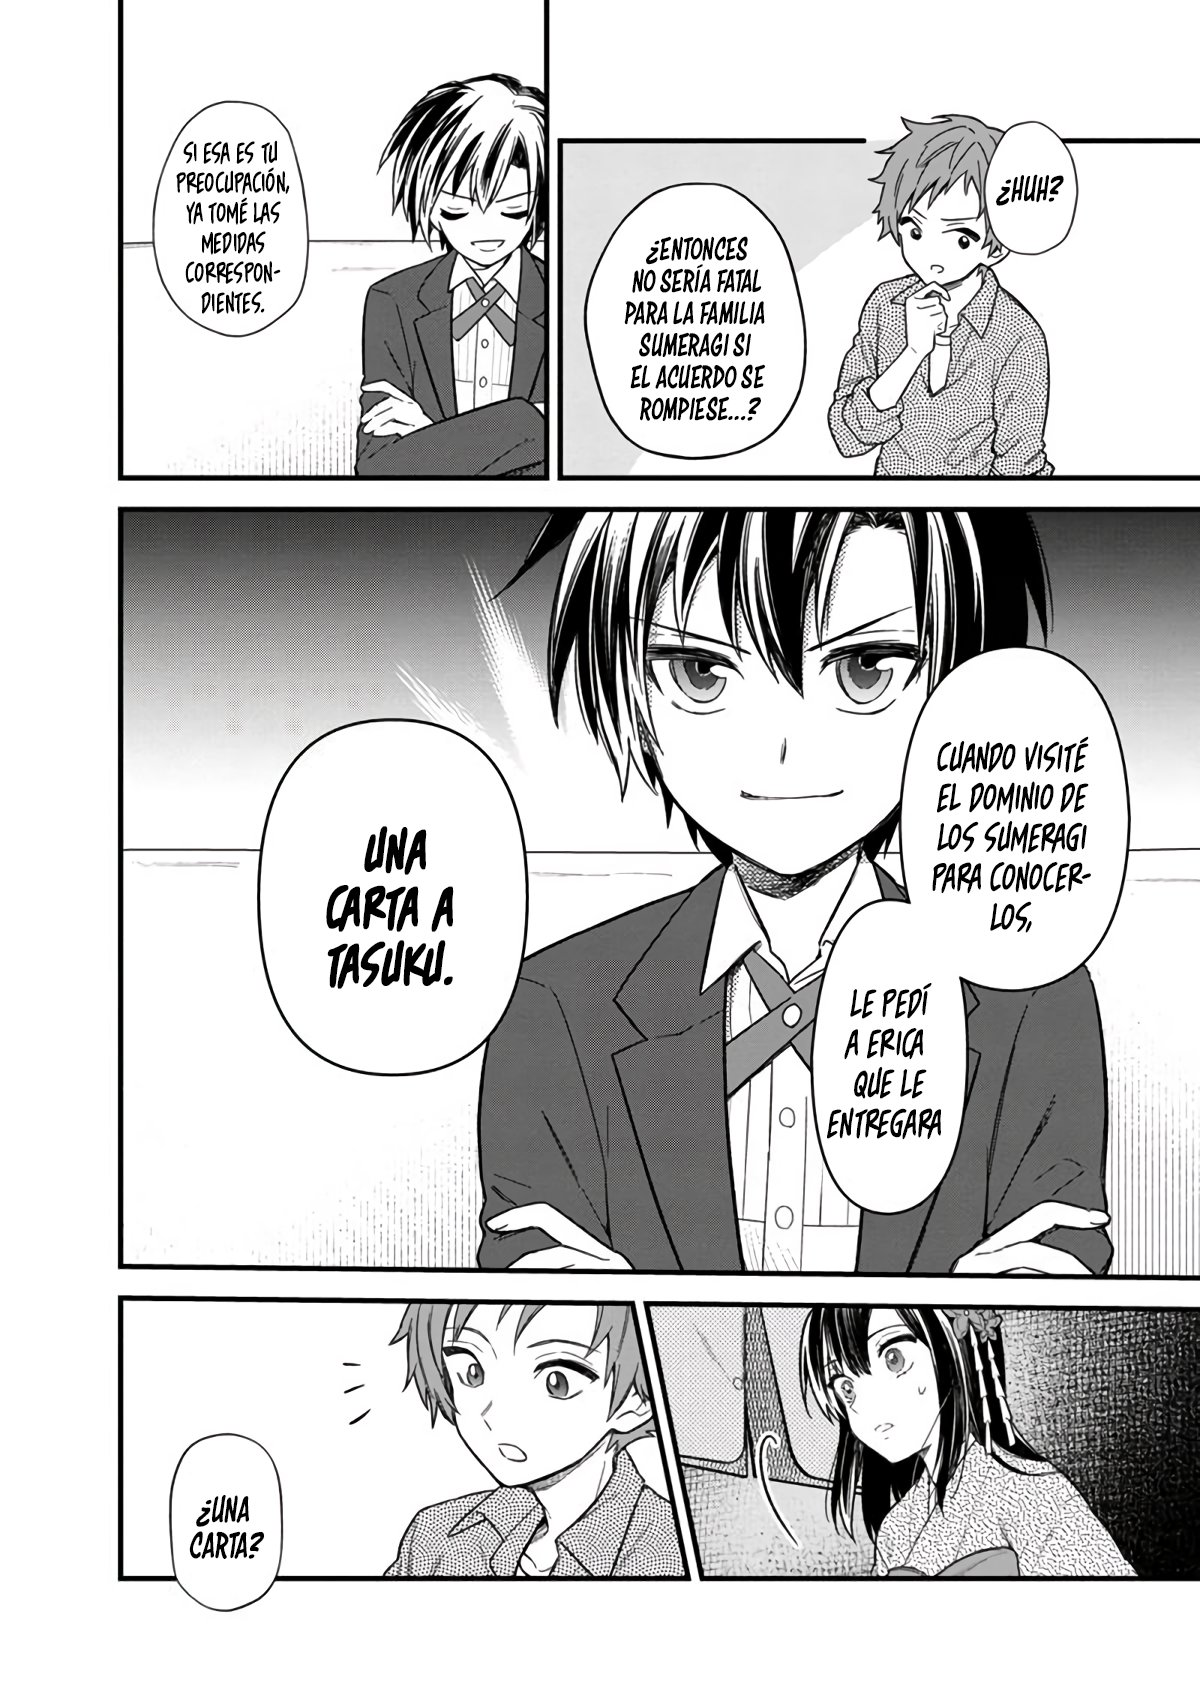 ¿HUH?
¿ENTONCES
NO SERÍA FATAL
PARA LA FAMILIA
SUMERAGI SI
EL ACUERDO SE
ROMPIESE...?
SI ESA ES TU
PREOCUPACIÓN,
YA TOMÉ LAS
MEDIDAS
CORRESPON-
DIENTES.
CUANDO VISITÉ
EL DOMINIO DE
LOS SUMERAGI
PARA CONOCER-
LOS,
LE PEDÍ
A ERICA
QUE LE
ENTREGARA
UNA
CARTA A
TASUKU.
¿UNA
CARTA?